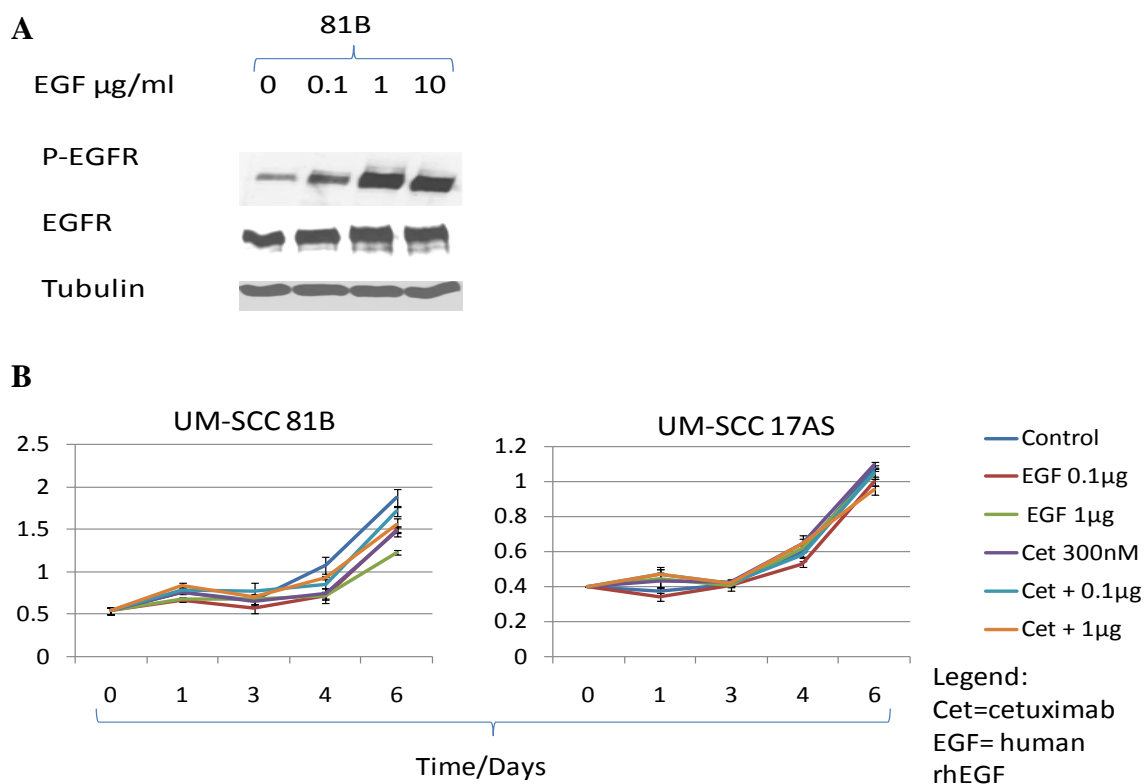 A
81B
EGF µg/ml 0 0.1 1 10
P-EGFR
EGFR
Tubulin
B
UM-SCC 81B
2.5
2
1.5
1
0.5
0
0 1 3 4 6
UM-SCC 17AS
1.2
1
0.8
0.6
0.4
0.2
0
0 1 3 4 6
Time/Days
Control
EGF 0.1µg
EGF 1µg
Cet 300nM
Cet + 0.1µg
Cet + 1µg
Legend:
Cet=cetuximab
EGF= human
rhEGF